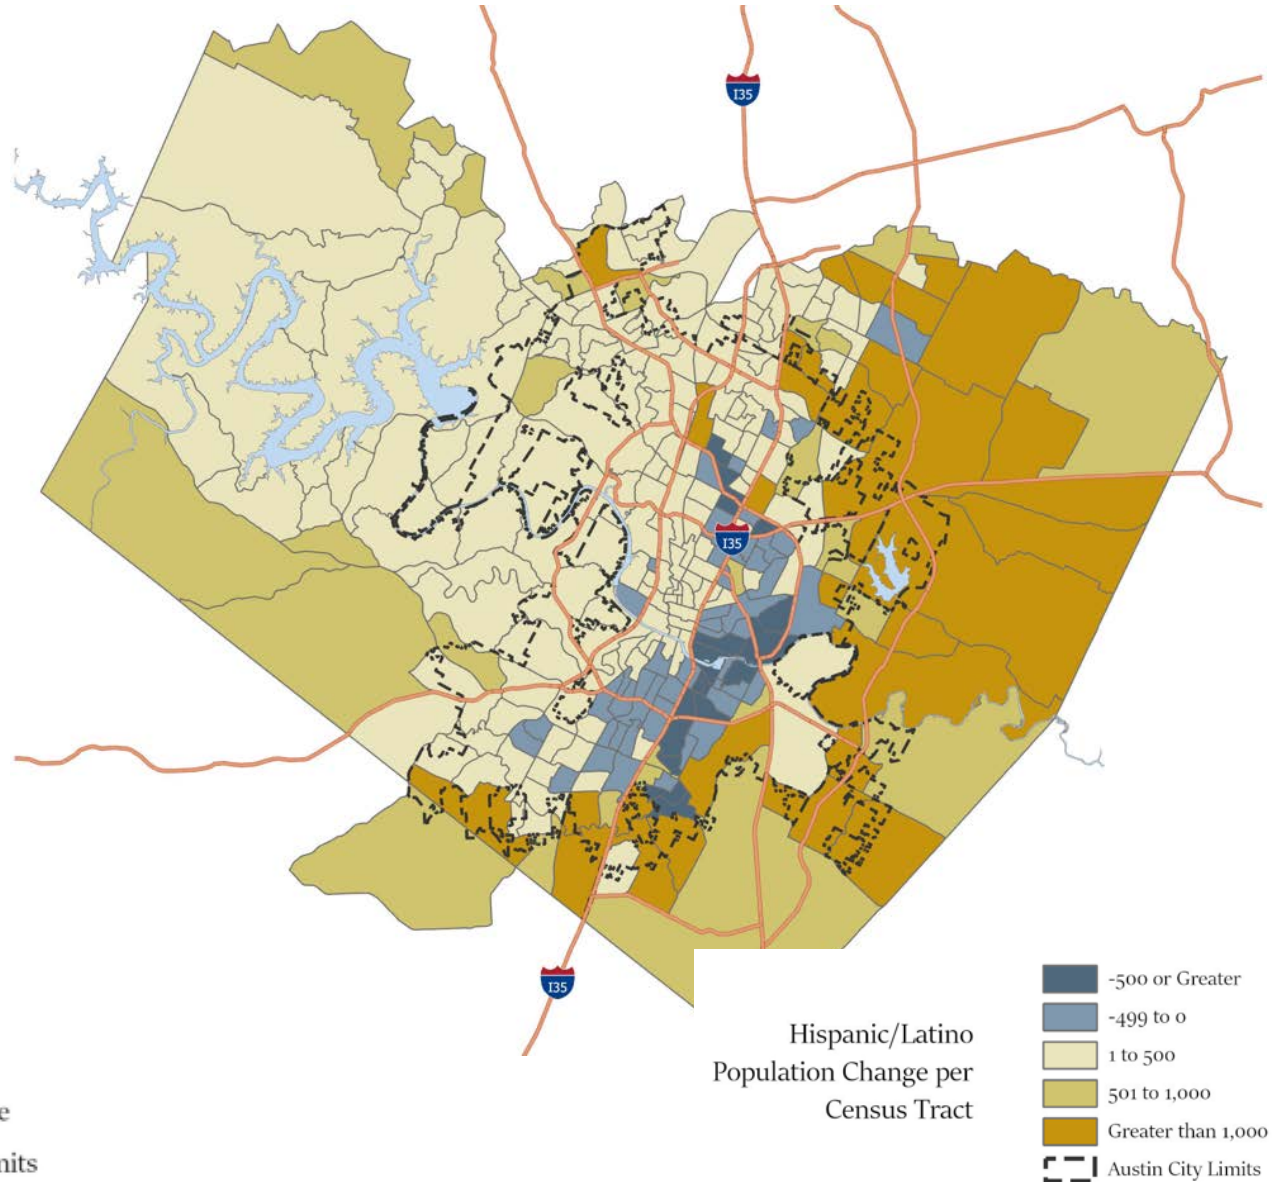 I35
I35
I35
Hispanic/Latino
Population Change per
Census Tract
-500 or Greater
-499 to 0
1 to 500
501 to 1,000
Greater than 1,000
Austin City Limits